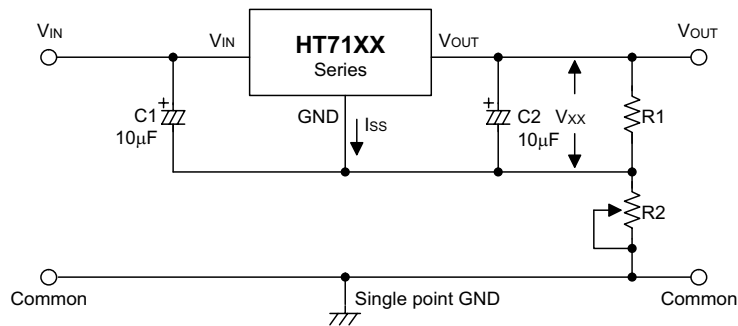 VIN
VIN
HT71XX
Series
VOUT
VOUT
GND
ISS
C1
10μF
C2
10μF
VXX
R1
R2
Common
Single point GND
Common